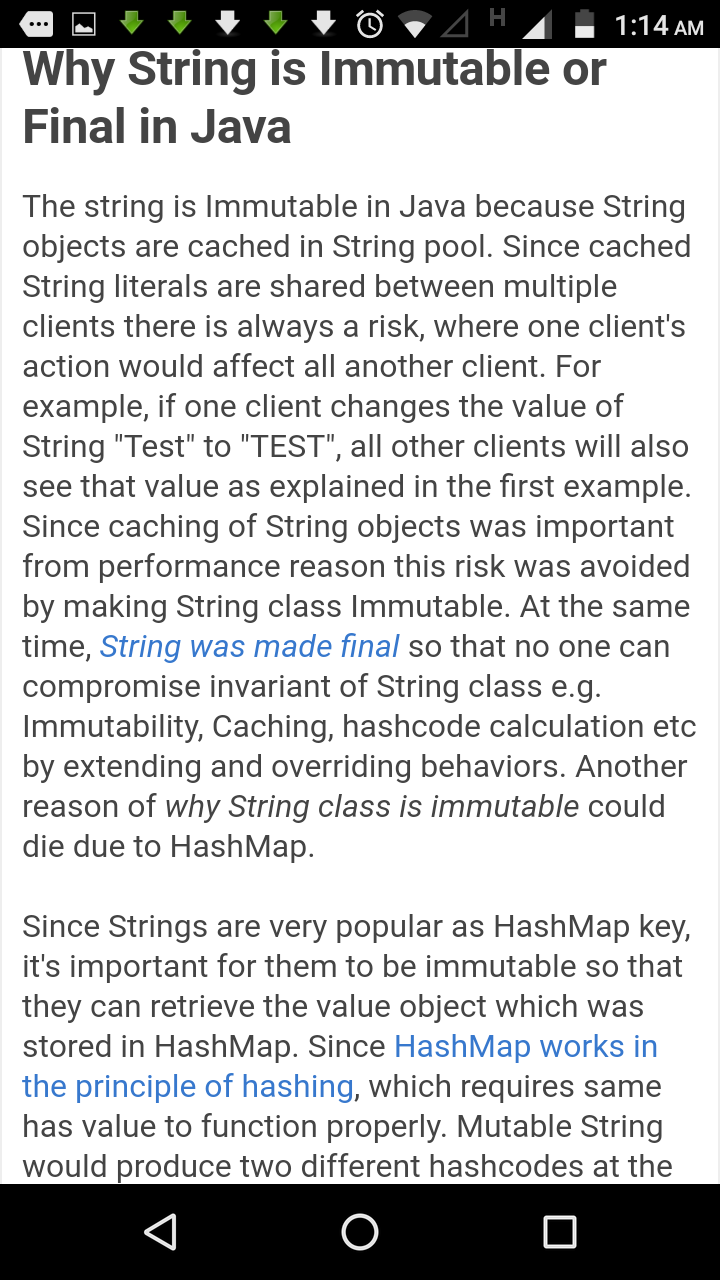 H
1:14 AM
Why String is Immutable or
Final in Java
The string is Immutable in Java because String
objects are cached in String pool. Since cached
String literals are shared between multiple
clients there is always a risk, where one client's
action would affect all another client. For
example, if one client changes the value of
String "Test" to "TEST", all other clients will also
see that value as explained in the first example.
Since caching of String objects was important
from performance reason this risk was avoided
by making String class Immutable. At the same
time, String was made final so that no one can
compromise invariant of String class e.g.
Immutability, Caching, hashcode calculation etc
by extending and overriding behaviors. Another
reason of why String class is immutable could
die due to HashMap.
Since Strings are very popular as HashMap key,
it's important for them to be immutable so that
they can retrieve the value object which was
stored in HashMap. Since HashMap works in
the principle of hashing, which requires same
has value to function properly. Mutable String
would produce two different hashcodes at the